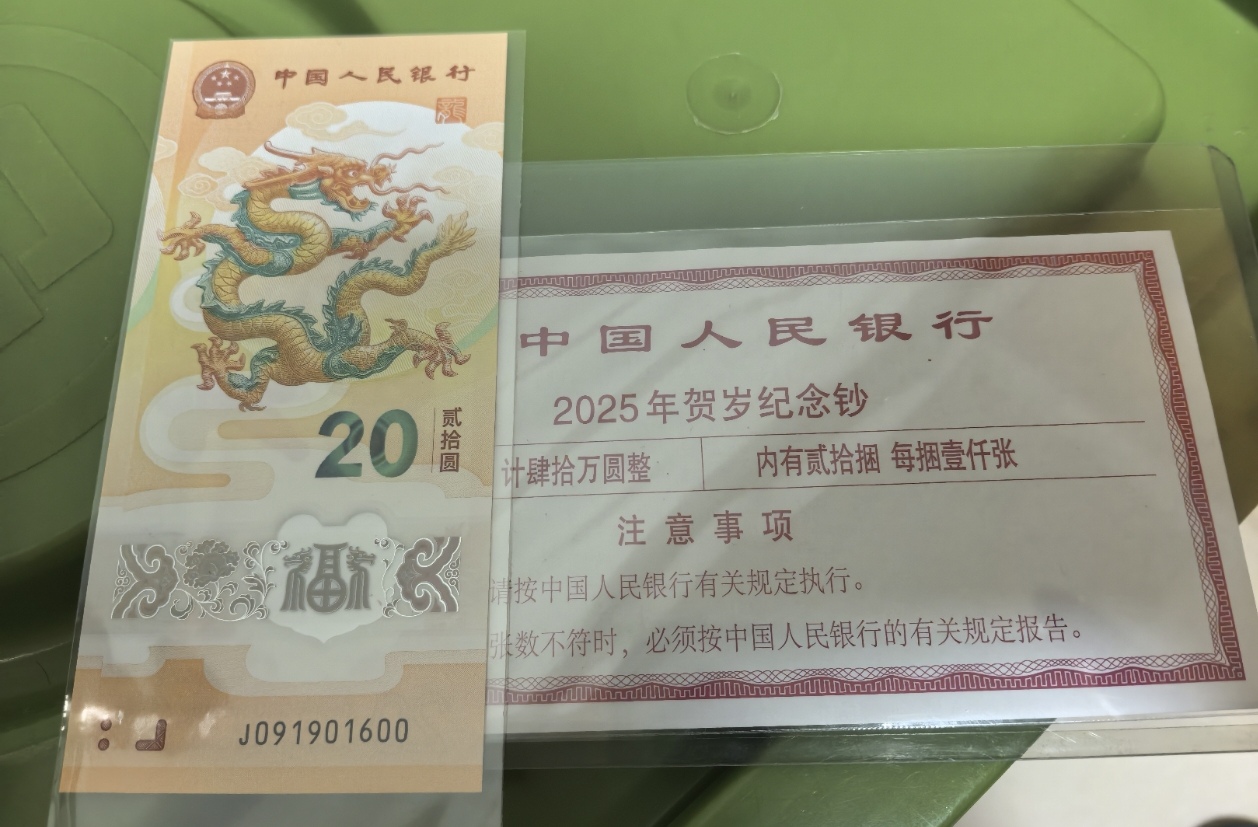 中国人民银行
龍
20
贰拾圆
福
J091901600
中国人民银行
2025年贺岁纪念钞
计肆拾万圆整
内有贰拾捆 每捆壹仟张
注意事项
请按中国人民银行有关规定执行。
张数不符时，必须按中国人民银行的有关规定报告。